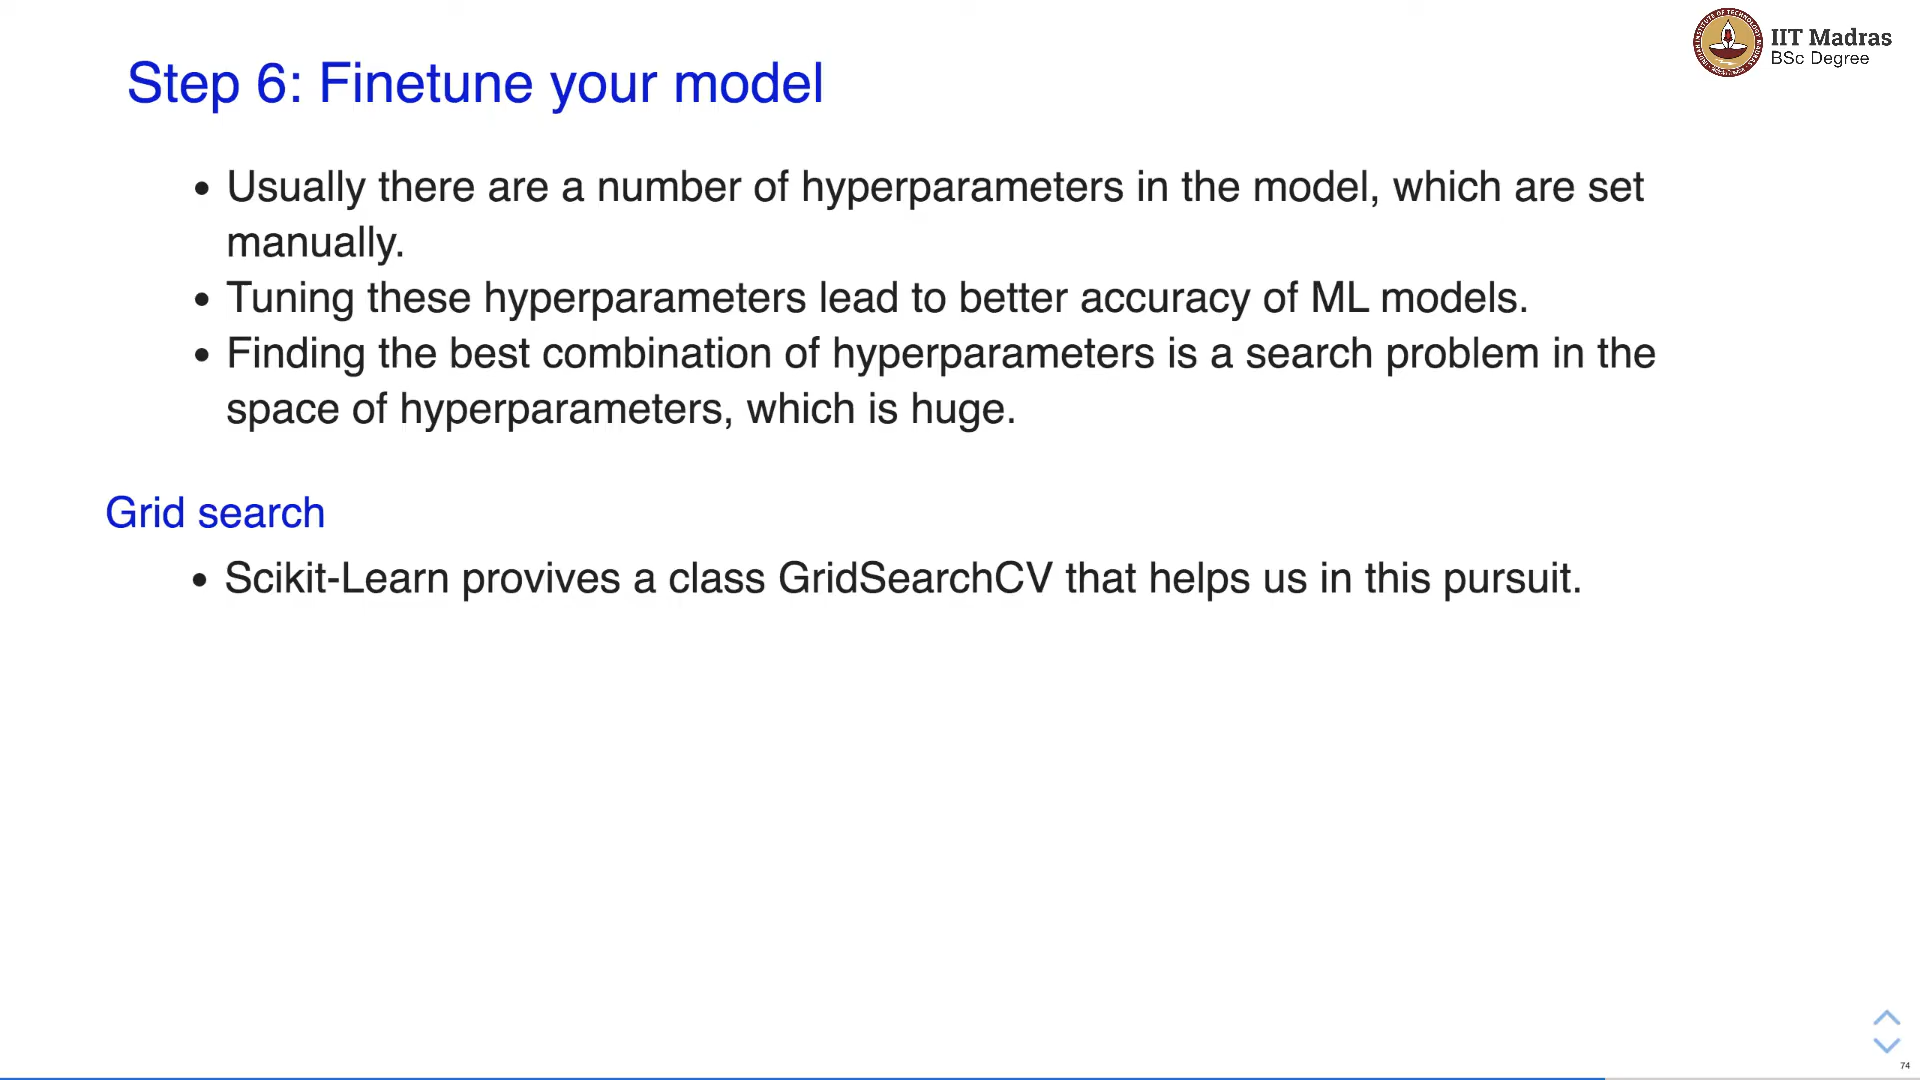 IIT Madras
BSc Degree
Step 6: Finetune your model
• Usually there are a number of hyperparameters in the model, which are set
manually.
• Tuning these hyperparameters lead to better accuracy of ML models.
• Finding the best combination of hyperparameters is a search problem in the
space of hyperparameters, which is huge.
Grid search
• Scikit-Learn provives a class GridSearchCV that helps us in this pursuit.
74